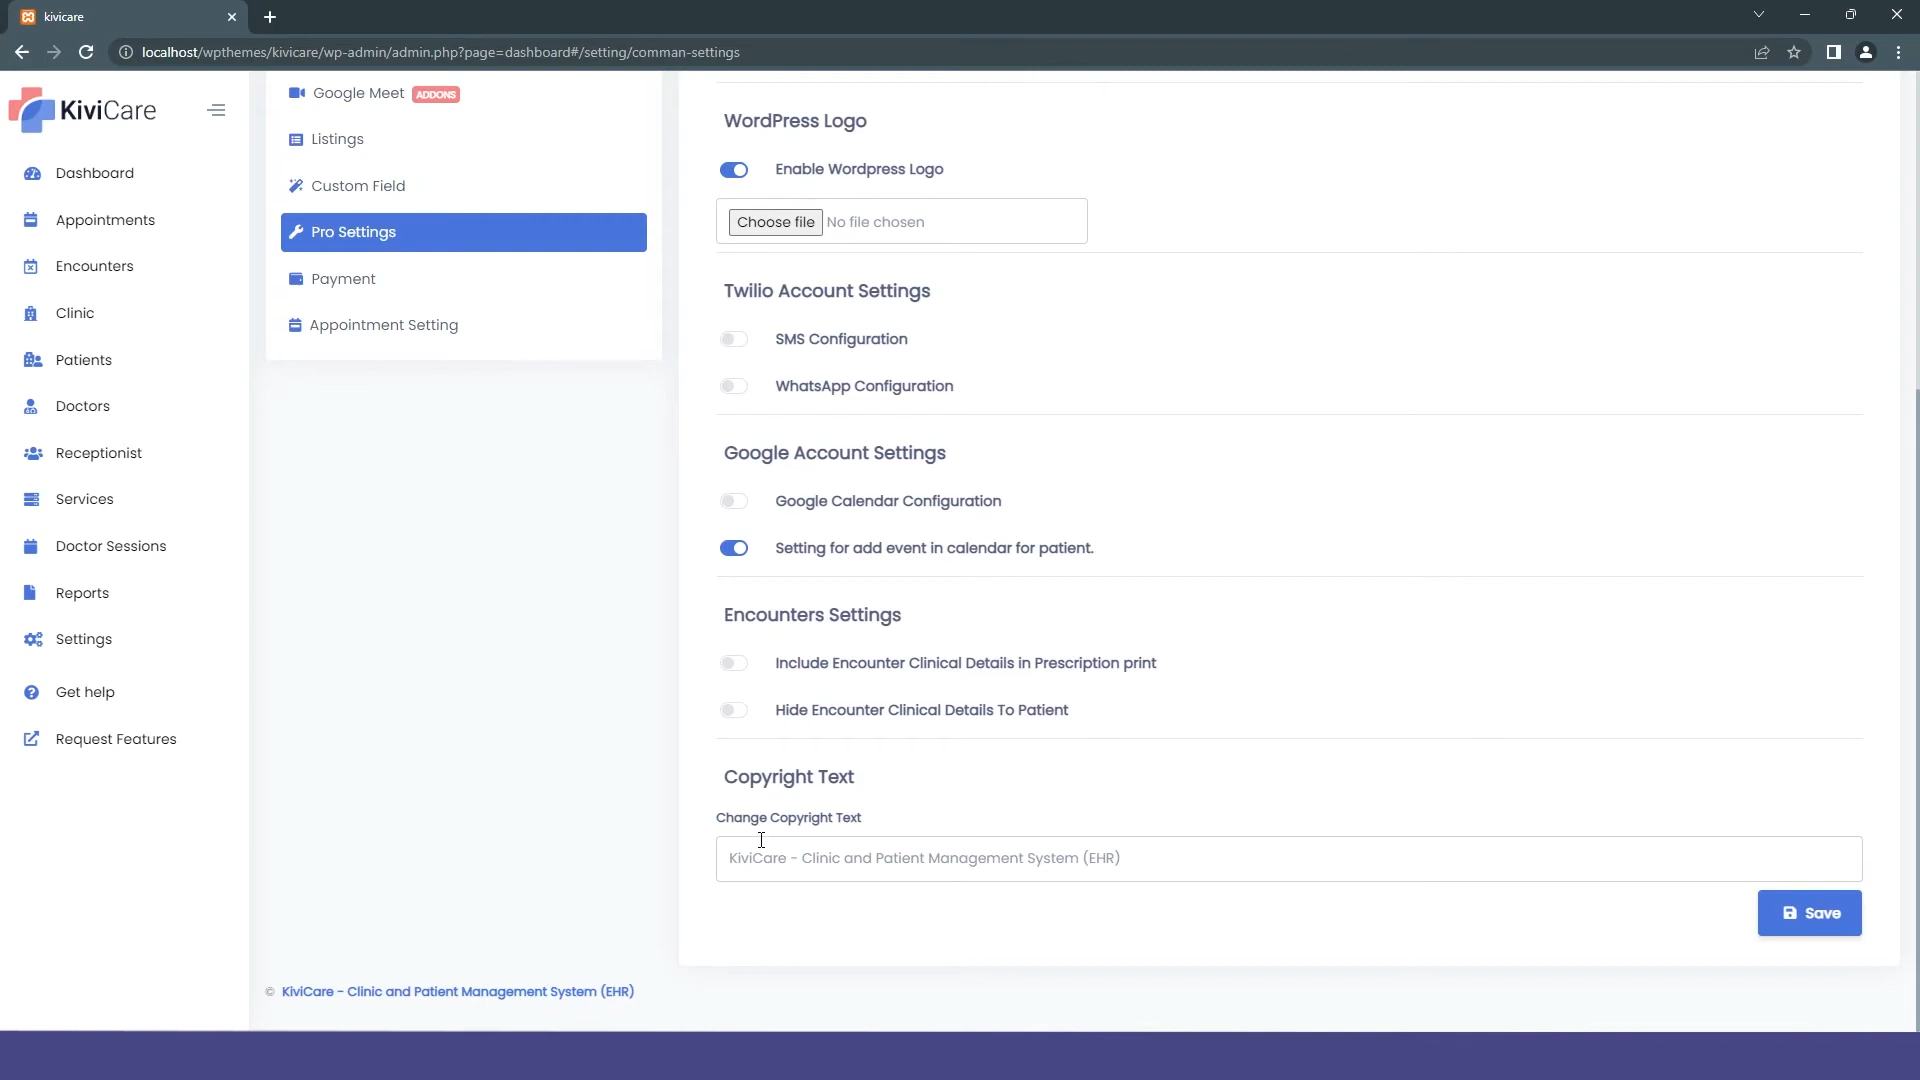 kivicare
localhost/wpthemes/kivicare/wp-admin/admin.php?page=dashboard#/setting/comman-settings
KiviCare
Dashboard
Appointments
Encounters
Clinic
Patients
Doctors
Receptionist
Services
Doctor Sessions
Reports
Settings
Get help
Request Features
Google Meet ADDONS
Listings
Custom Field
Pro Settings
Payment
Appointment Setting
WordPress Logo
Enable Wordpress Logo
Choose file No file chosen
Twilio Account Settings
SMS Configuration
WhatsApp Configuration
Google Account Settings
Google Calendar Configuration
Setting for add event in calendar for patient.
Encounters Settings
Include Encounter Clinical Details in Prescription print
Hide Encounter Clinical Details To Patient
Copyright Text
Change Copyright Text
KiviCare - Clinic and Patient Management System (EHR)
Save
© KiviCare - Clinic and Patient Management System (EHR)